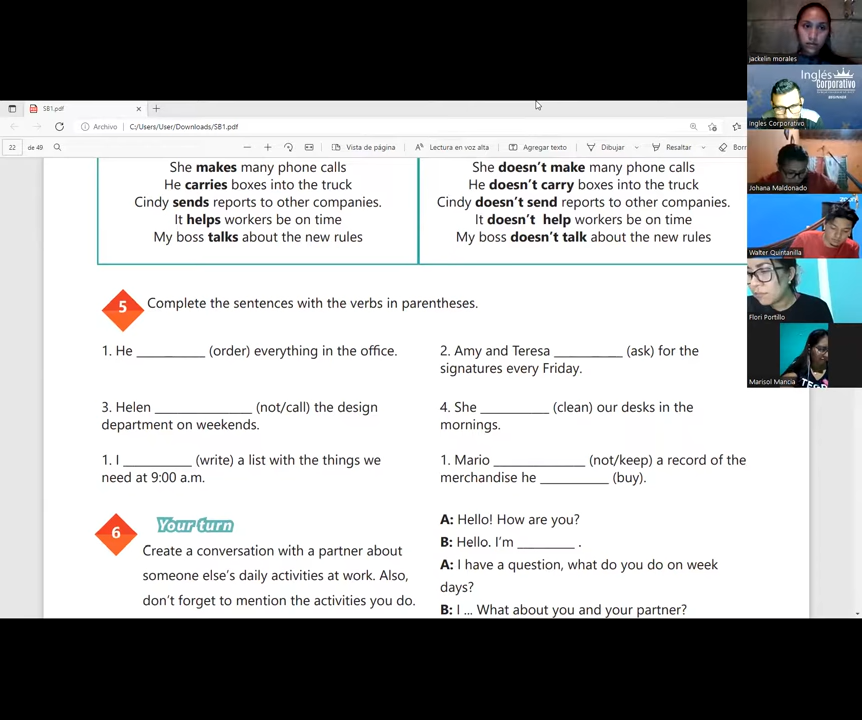 jackelin morales
Inglés
Corporativo
Ingles Corporativo
Johana Maldonado
Walter Quintanilla
Flori Portillo
Marisol Mancia
SB1.pdf
Archivo C:/Users/User/Downloads/SB1.pdf
22 de 49 Vista de página Lectura en voz alta Agregar texto Dibujar Resaltar Borr
She makes many phone calls
He carries boxes into the truck
Cindy sends reports to other companies.
It helps workers be on time
My boss talks about the new rules
She doesn't make many phone calls
He doesn't carry boxes into the truck
Cindy doesn't send reports to other companies.
It doesn't help workers be on time
My boss doesn't talk about the new rules
5 Complete the sentences with the verbs in parentheses.
1. He __________ (order) everything in the office.
2. Amy and Teresa __________ (ask) for the
signatures every Friday.
3. Helen ______________ (not/call) the design
department on weekends.
4. She __________ (clean) our desks in the
mornings.
1. I __________ (write) a list with the things we
need at 9:00 a.m.
1. Mario _____________ (not/keep) a record of the
merchandise he __________ (buy).
6 Your turn
Create a conversation with a partner about
someone else's daily activities at work. Also,
don't forget to mention the activities you do.
A: Hello! How are you?
B: Hello. I'm ________ .
A: I have a question, what do you do on week
days?
B: I ... What about you and your partner?